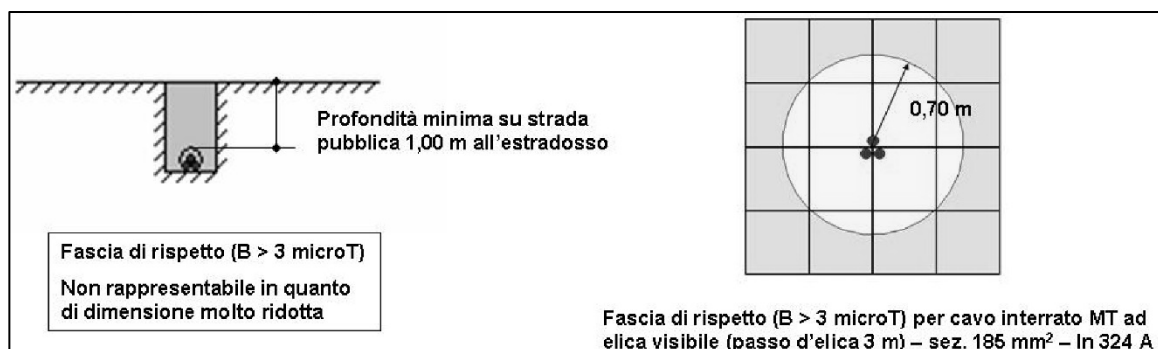 Profondità minima su strada
pubblica 1,00 m all'estradosso
Fascia di rispetto (B > 3 microT)
Non rappresentabile in quanto
di dimensione molto ridotta
0,70 m
Fascia di rispetto (B > 3 microT) per cavo interrato MT ad
elica visibile (passo d'elica 3 m) – sez. 185 mm² – In 324 A